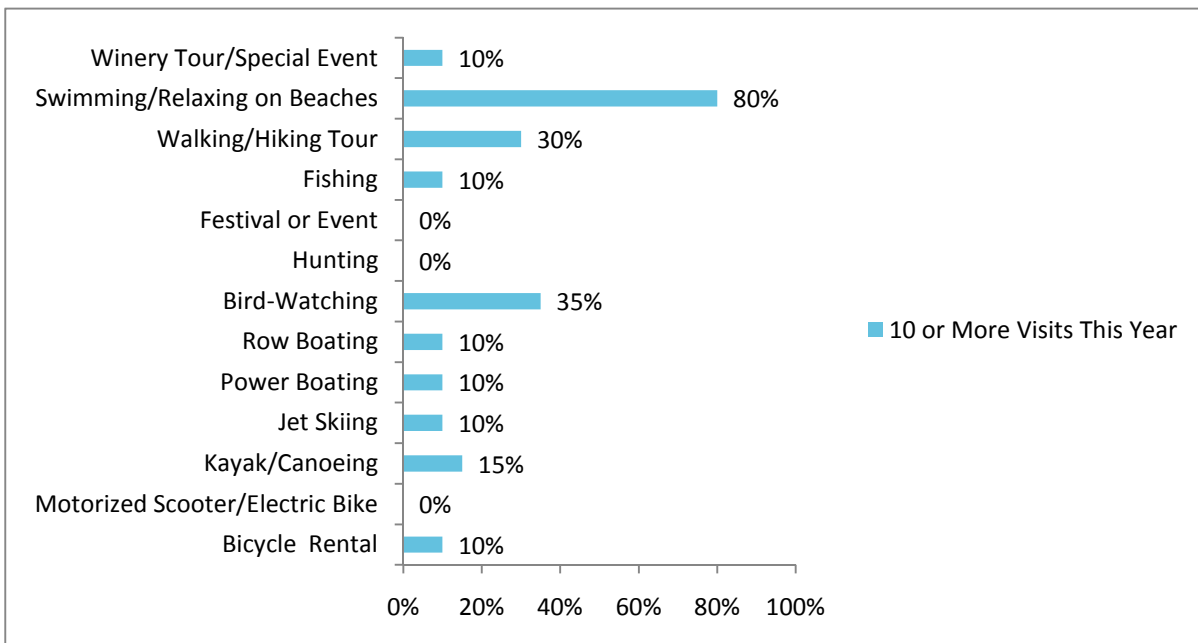 Winery Tour/Special Event 10%
Swimming/Relaxing on Beaches 80%
Walking/Hiking Tour 30%
Fishing 10%
Festival or Event 0%
Hunting 0%
Bird-Watching 35%
Row Boating 10%
Power Boating 10%
Jet Skiing 10%
Kayak/Canoeing 15%
Motorized Scooter/Electric Bike 0%
Bicycle  Rental 10%
0% 20% 40% 60% 80% 100%
10 or More Visits This Year